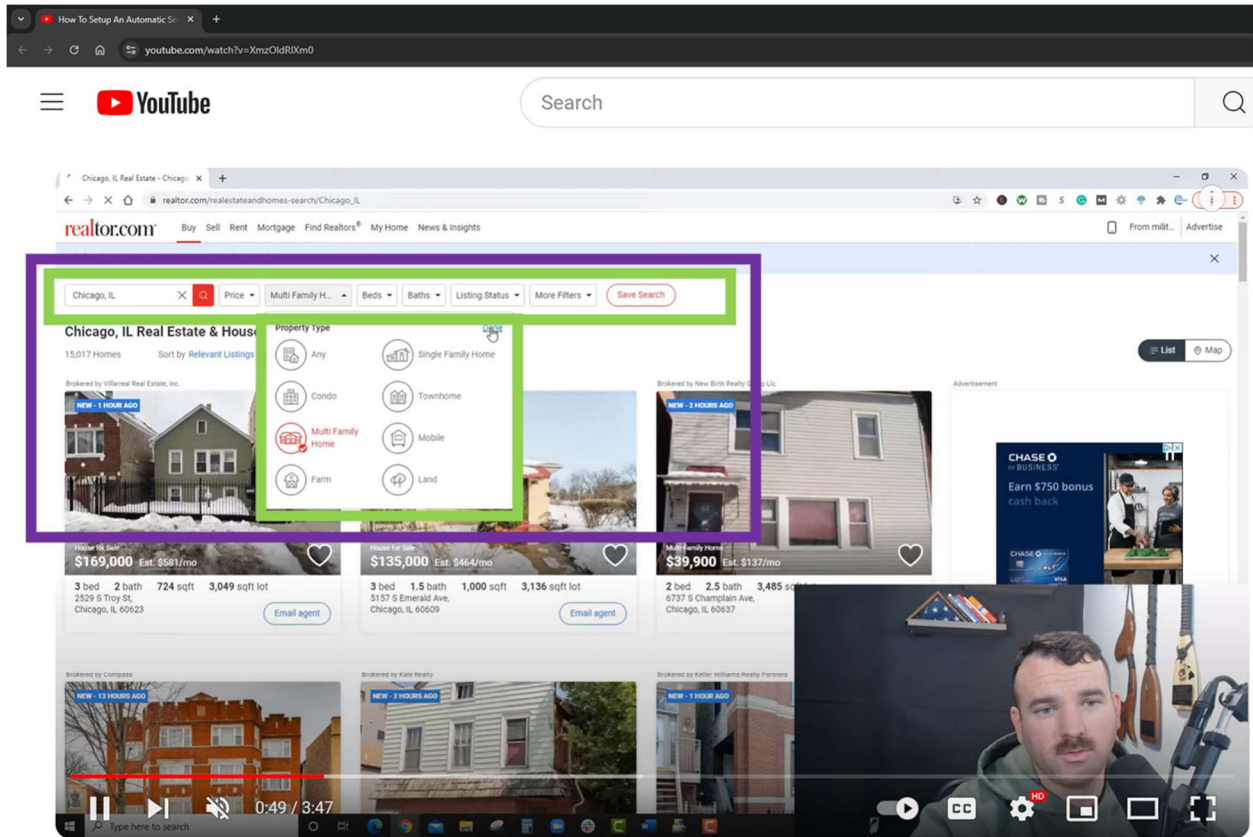 How To Setup An Automatic Se
youtube.com/watch?v=XmzOldRIXm0
YouTube
Search
Chicago, IL Real Estate - Chicago
realtor.com/realestateandhomes-search/Chicago_IL
realtor.com
Buy Sell Rent Mortgage Find Realtors® My Home News & Insights
From milit... Advertise
Chicago, IL
Price
Multi Family H...
Beds
Baths
Listing Status
More Filters
Save Search
Chicago, IL Real Estate & Hous
15,017 Homes
Sort by Relevant Listings
List
Map
Property Type
Done
Any
Single Family Home
Condo
Townhome
Multi Family
Home
Mobile
Farm
Land
Brokered by Villarreal Real Estate, Inc.
NEW - 1 HOUR AGO
House for Sale
$169,000 Est. $581/mo
3 bed 2 bath 724 sqft 3,049 sqft lot
2529 S Troy St,
Chicago, IL 60623
Email agent
House for Sale
$135,000 Est. $464/mo
3 bed 1.5 bath 1,000 sqft 3,136 sqft lot
5157 S Emerald Ave,
Chicago, IL 60609
Email agent
Brokered by New Birth Realty Group Llc
NEW - 2 HOURS AGO
Multi-Family Home
$39,900 Est. $137/mo
2 bed 2.5 bath 3,485
6737 S Champlain Ave,
Chicago, IL 60637
Advertisement
CHASE
for BUSINESS
Earn $750 bonus
cash back
CHASE
VISA
Brokered by Compass
NEW - 13 HOURS AGO
Brokered by Kale Realty
NEW - 2 HOURS AGO
Brokered by Keller Williams Realty Partners
NEW - 1 HOUR AGO
0:49 / 3:47
CC
HD
Type here to search